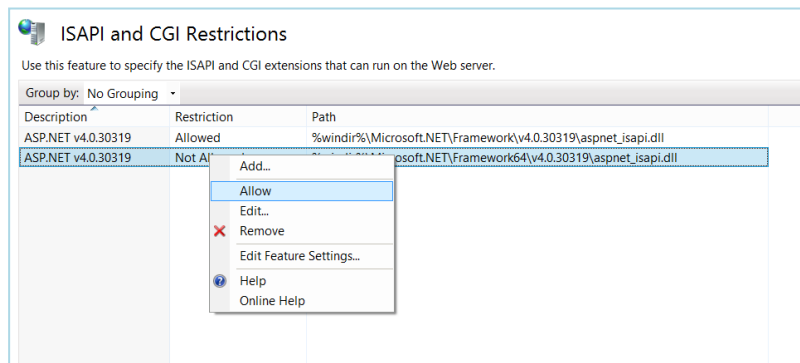 ISAPI and CGI Restrictions
Use this feature to specify the ISAPI and CGI extensions that can run on the Web server.
Group by: No Grouping
Description Restriction Path
ASP.NET v4.0.30319 Allowed %windir%\Microsoft.NET\Framework\v4.0.30319\aspnet_isapi.dll
ASP.NET v4.0.30319 Not Microsoft.NET\Framework64\v4.0.30319\aspnet_isapi.dll
Add...
Allow
Edit...
Remove
Edit Feature Settings...
Help
Online Help